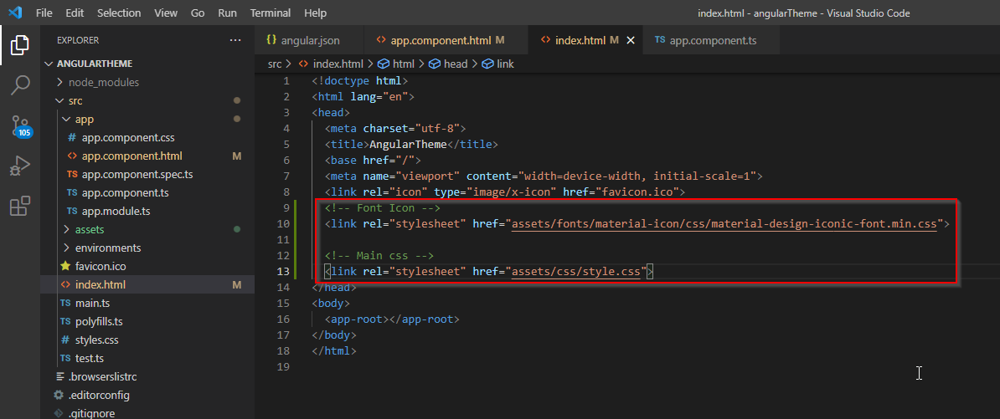 File Edit Selection View Go Run Terminal Help index.html - angularTheme - Visual Studio Code
EXPLORER ···
ANGULARTHEME
node_modules
src
app
# app.component.css
<> app.component.html M
TS app.component.spec.ts
TS app.component.ts
TS app.module.ts
assets
environments
favicon.ico
<> index.html M
TS main.ts
TS polyfills.ts
# styles.css
TS test.ts
.browserslistrc
.editorconfig
.gitignore
105
{} angular.json <> app.component.html M <> index.html M TS app.component.ts
src > <> index.html > html > head > link
1 <!doctype html>
2 <html lang="en">
3 <head>
4 <meta charset="utf-8">
5 <title>AngularTheme</title>
6 <base href="/">
7 <meta name="viewport" content="width=device-width, initial-scale=1">
8 <link rel="icon" type="image/x-icon" href="favicon.ico">
9 <!-- Font Icon -->
10 <link rel="stylesheet" href="assets/fonts/material-icon/css/material-design-iconic-font.min.css">
11
12 <!-- Main css -->
13 <link rel="stylesheet" href="assets/css/style.css">
14 </head>
15 <body>
16 <app-root></app-root>
17 </body>
18 </html>
19